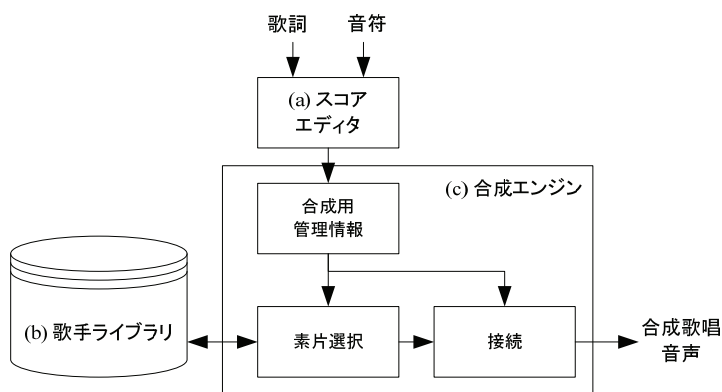 歌詞
音符
(a) スコア
エディタ
(c) 合成エンジン
合成用
管理情報
(b) 歌手ライブラリ
素片選択
接続
合成歌唱
音声